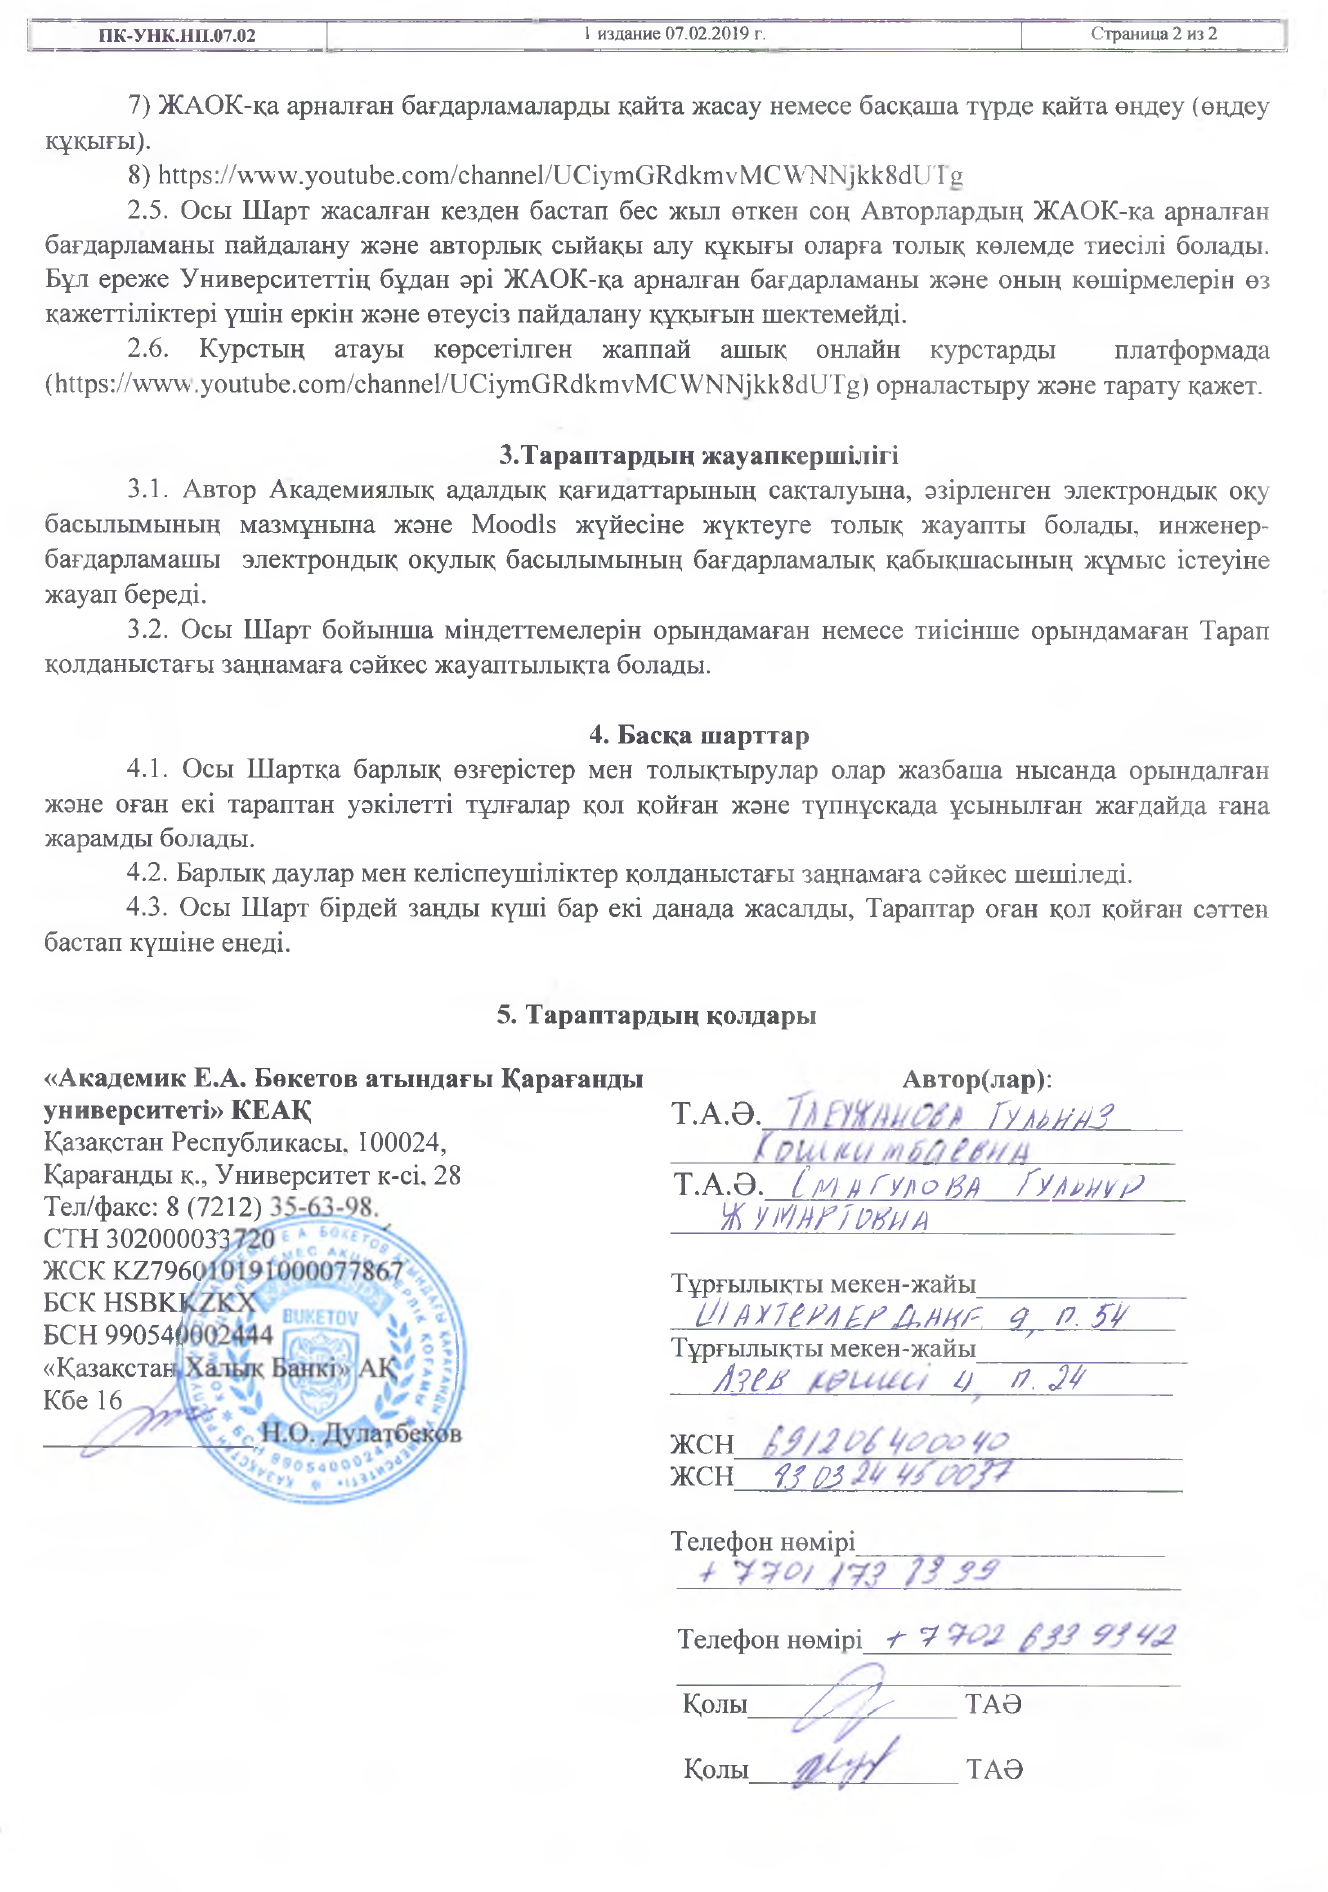 ПК-УНК.НП.07.02 1 издание 07.02.2019 г. Страница 2 из 2
7) ЖАОК-қа арналған бағдарламаларды қайта жасау немесе басқаша түрде қайта өңдеу (өңдеу
құқығы).
8) https://www.youtube.com/channel/UCiymGRdkmvMCWNNjkk8dUTg
2.5. Осы Шарт жасалған кезден бастап бес жыл өткен соң Авторлардың ЖАОК-қа арналған
бағдарламаны пайдалану және авторлық сыйақы алу құқығы оларға толық көлемде тиесілі болады.
Бұл ереже Университеттің бұдан әрі ЖАОК-қа арналған бағдарламаны және оның көшірмелерін өз
қажеттіліктері үшін еркін және өтеусіз пайдалану құқығын шектемейді.
2.6. Курстың атауы көрсетілген жаппай ашық онлайн курстарды платформада
(https://www.youtube.com/channel/UCiymGRdkmvMCWNNjkk8dUTg) орналастыру және тарату қажет.
3.Тараптардың жауапкершілігі
3.1. Автор Академиялық адалдық қағидаттарының сақталуына, әзірленген электрондық оқу
басылымының мазмұнына және Moodls жүйесіне жүктеуге толық жауапты болады, инженер-
бағдарламашы электрондық оқулық басылымының бағдарламалық қабықшасының жұмыс істеуіне
жауап береді.
3.2. Осы Шарт бойынша міндеттемелерін орындамаған немесе тиісінше орындамаған Тарап
қолданыстағы заңнамаға сәйкес жауаптылықта болады.
4. Басқа шарттар
4.1. Осы Шартқа барлық өзгерістер мен толықтырулар олар жазбаша нысанда орындалған
және оған екі тараптан уәкілетті тұлғалар қол қойған және түпнұсқада ұсынылған жағдайда ғана
жарамды болады.
4.2. Барлық даулар мен келіспеушіліктер қолданыстағы заңнамаға сәйкес шешіледі.
4.3. Осы Шарт бірдей заңды күші бар екі данада жасалды, Тараптар оған қол қойған сәттен
бастап күшіне енеді.
5. Тараптардың қолдары
«Академик Е.А. Бөкетов атындағы Қарағанды
университеті» КЕАҚ
Қазақстан Республикасы, 100024,
Қарағанды қ., Университет к-сі, 28
Тел/факс: 8 (7212) 35-63-98.
СТН 302000033720
ЖСК KZ796010191000077867
БСК HSBKKZKX
БСН 990540002444
«Қазақстан Халық Банкі» АҚ
Кбе 16
Н.О. Дулатбеков
BUKETOV
Автор(лар):
Т.А.Ә. Тлеужанова Гульназ
Кошкимбаевна
Т.А.Ә. Смагулова Гульнур
Жумартовна
Тұрғылықты мекен-жайы
Шахтерлер даңғ. 9, п. 54
Тұрғылықты мекен-жайы
көшесі 4, п. 24
ЖСН 691206400040
ЖСН 930324450037
Телефон нөмірі
+ 7701 173
Телефон нөмірі + 7 702 633 9342
Қолы ТАӘ
Қолы ТАӘ